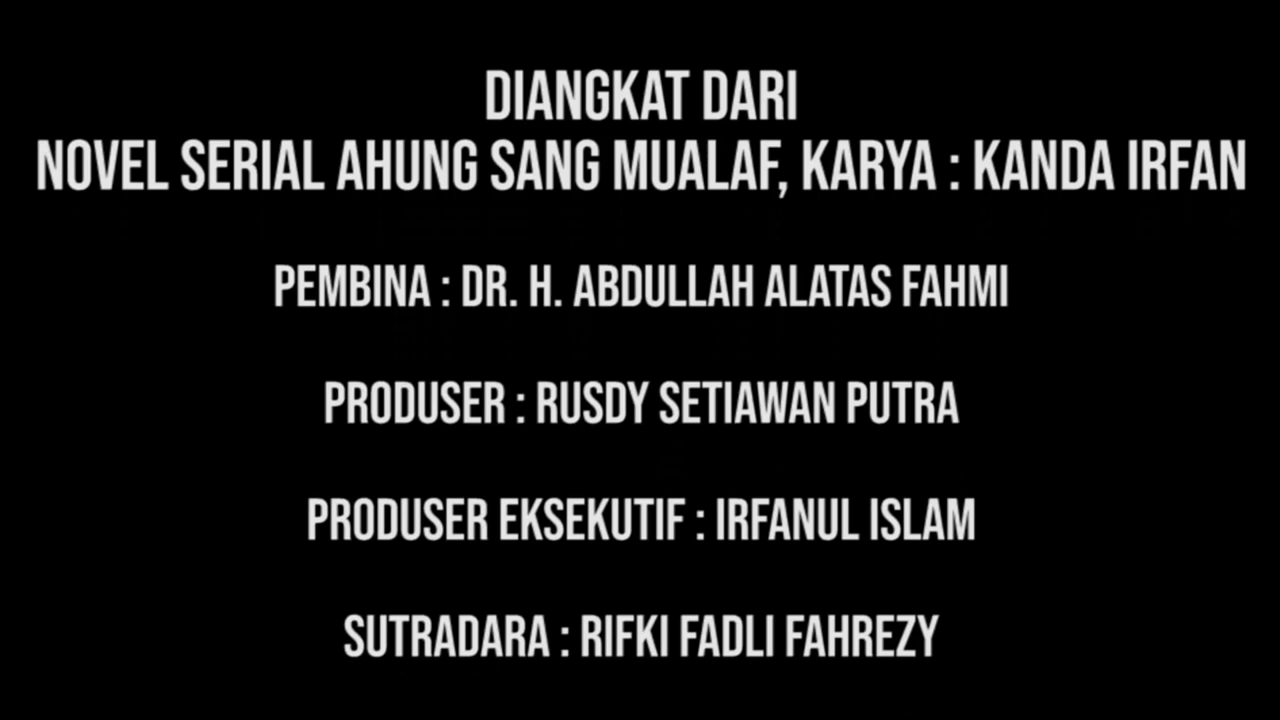 DIANGKAT DARI
NOVEL SERIAL AHUNG SANG MUALAF, KARYA : KANDA IRFAN
PEMBINA : DR. H. ABDULLAH ALATAS FAHMI
PRODUSER : RUSDY SETIAWAN PUTRA
PRODUSER EKSEKUTIF : IRFANUL ISLAM
SUTRADARA : RIFKI FADLI FAHREZY